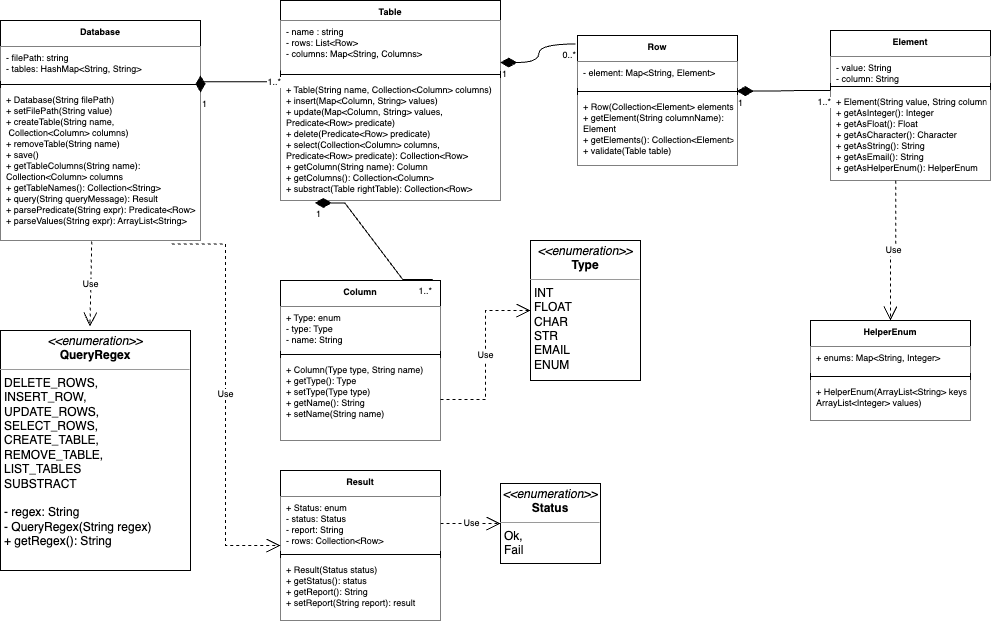 Database
- filePath: string
- tables: HashMap<String, String>
+ Database(String filePath)
+ setFilePath(String value)
+ createTable(String name,
Collection<Column> columns)
+ removeTable(String name)
+ save()
+ getTableColumns(String name):
Collection<Column> columns
+ getTableNames(): Collection<String>
+ query(String queryMessage): Result
+ parsePredicate(String expr): Predicate<Row>
+ parseValues(String expr): ArrayList<String>
1
1..*
Table
- name : string
- rows: List<Row>
- columns: Map<String, Columns>
+ Table(String name, Collection<Column> columns)
+ insert(Map<Column, String> values)
+ update(Map<Column, String> values,
Predicate<Row> predicate)
+ delete(Predicate<Row> predicate)
+ select(Collection<Column> columns,
Predicate<Row> predicate): Collection<Row>
+ getColumn(String name): Column
+ getColumns(): Collection<Column>
+ substract(Table rightTable): Collection<Row>
1
0..*
Row
- element: Map<String, Element>
+ Row(Collection<Element> elements
+ getElement(String columnName):
Element
+ getElements(): Collection<Element>
+ validate(Table table)
1
1..*
Element
- value: String
- column: String
+ Element(String value, String column
+ getAsInteger(): Integer
+ getAsFloat(): Float
+ getAsCharacter(): Character
+ getAsString(): String
+ getAsEmail(): String
+ getAsHelperEnum(): HelperEnum
Use
HelperEnum
+ enums: Map<String, Integer>
+ HelperEnum(ArrayList<String> keys
ArrayList<Integer> values)
1
1..*
Column
+ Type: enum
- type: Type
- name: String
+ Column(Type type, String name)
+ getType(): Type
+ setType(Type type)
+ getName(): String
+ setName(String name)
Use
<<enumeration>>
Type
INT
FLOAT
CHAR
STR
EMAIL
ENUM
Use
<<enumeration>>
QueryRegex
DELETE_ROWS,
INSERT_ROW,
UPDATE_ROWS,
SELECT_ROWS,
CREATE_TABLE,
REMOVE_TABLE,
LIST_TABLES
SUBSTRACT
- regex: String
- QueryRegex(String regex)
+ getRegex(): String
Use
Result
+ Status: enum
- status: Status
- report: String
- rows: Collection<Row>
+ Result(Status status)
+ getStatus(): status
+ getReport(): String
+ setReport(String report): result
Use
<<enumeration>>
Status
Ok,
Fail